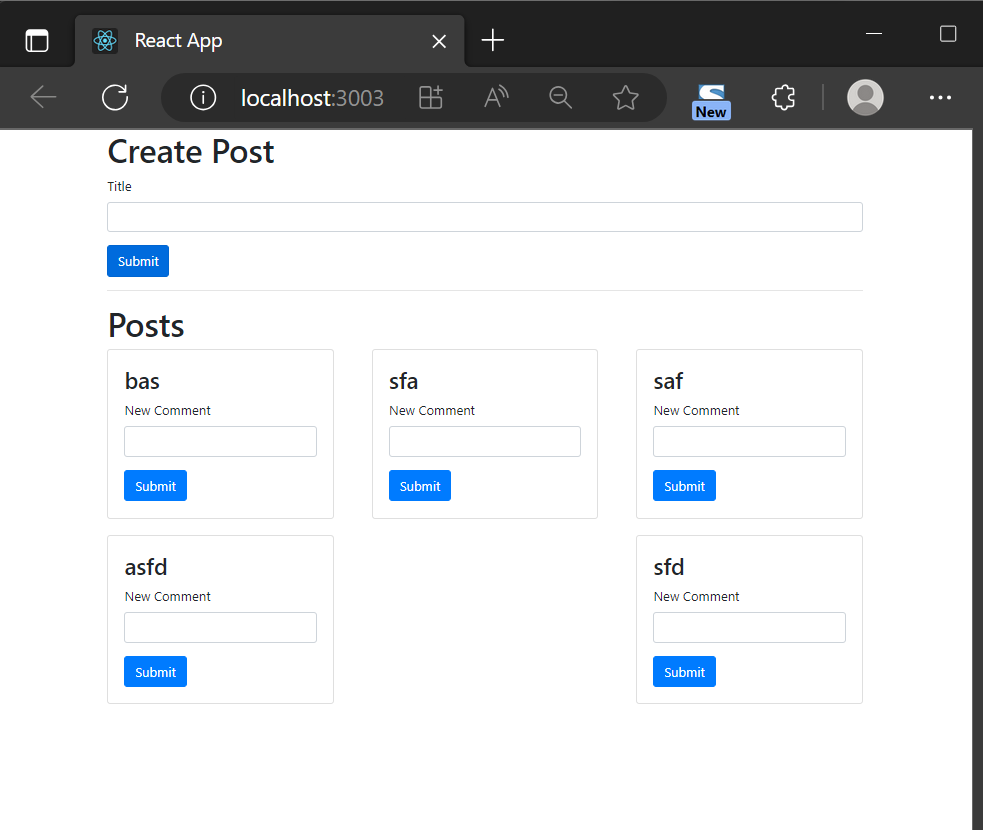 React App
localhost:3003
New
Create Post
Title
Submit
Posts
bas
New Comment
Submit
sfa
New Comment
Submit
saf
New Comment
Submit
asfd
New Comment
Submit
sfd
New Comment
Submit